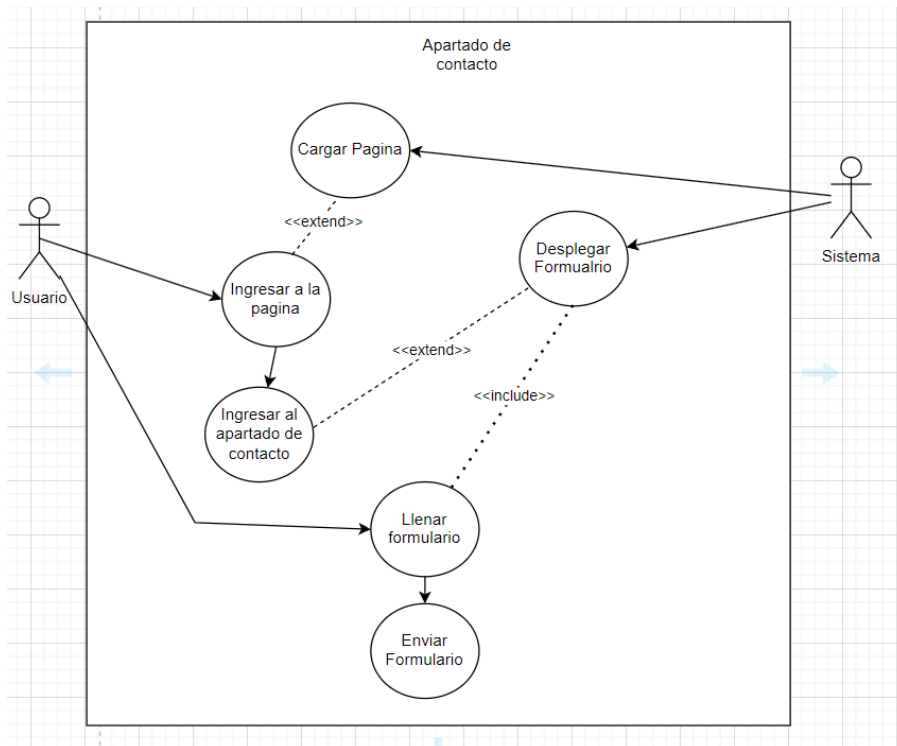 Apartado de
contacto
Cargar Pagina
<<extend>>
Desplegar
Formualrio
Sistema
Usuario
Ingresar a la
pagina
<<extend>>
<<include>>
Ingresar al
apartado de
contacto
Llenar
formulario
Enviar
Formulario